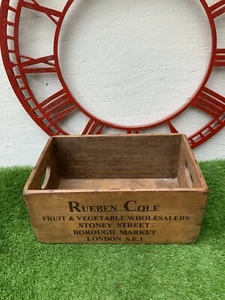 RUEBEN COLE
FRUIT & VEGETABLE WHOLESALERS
STONEY STREET
BOROUGH MARKET
LONDON S.E.1